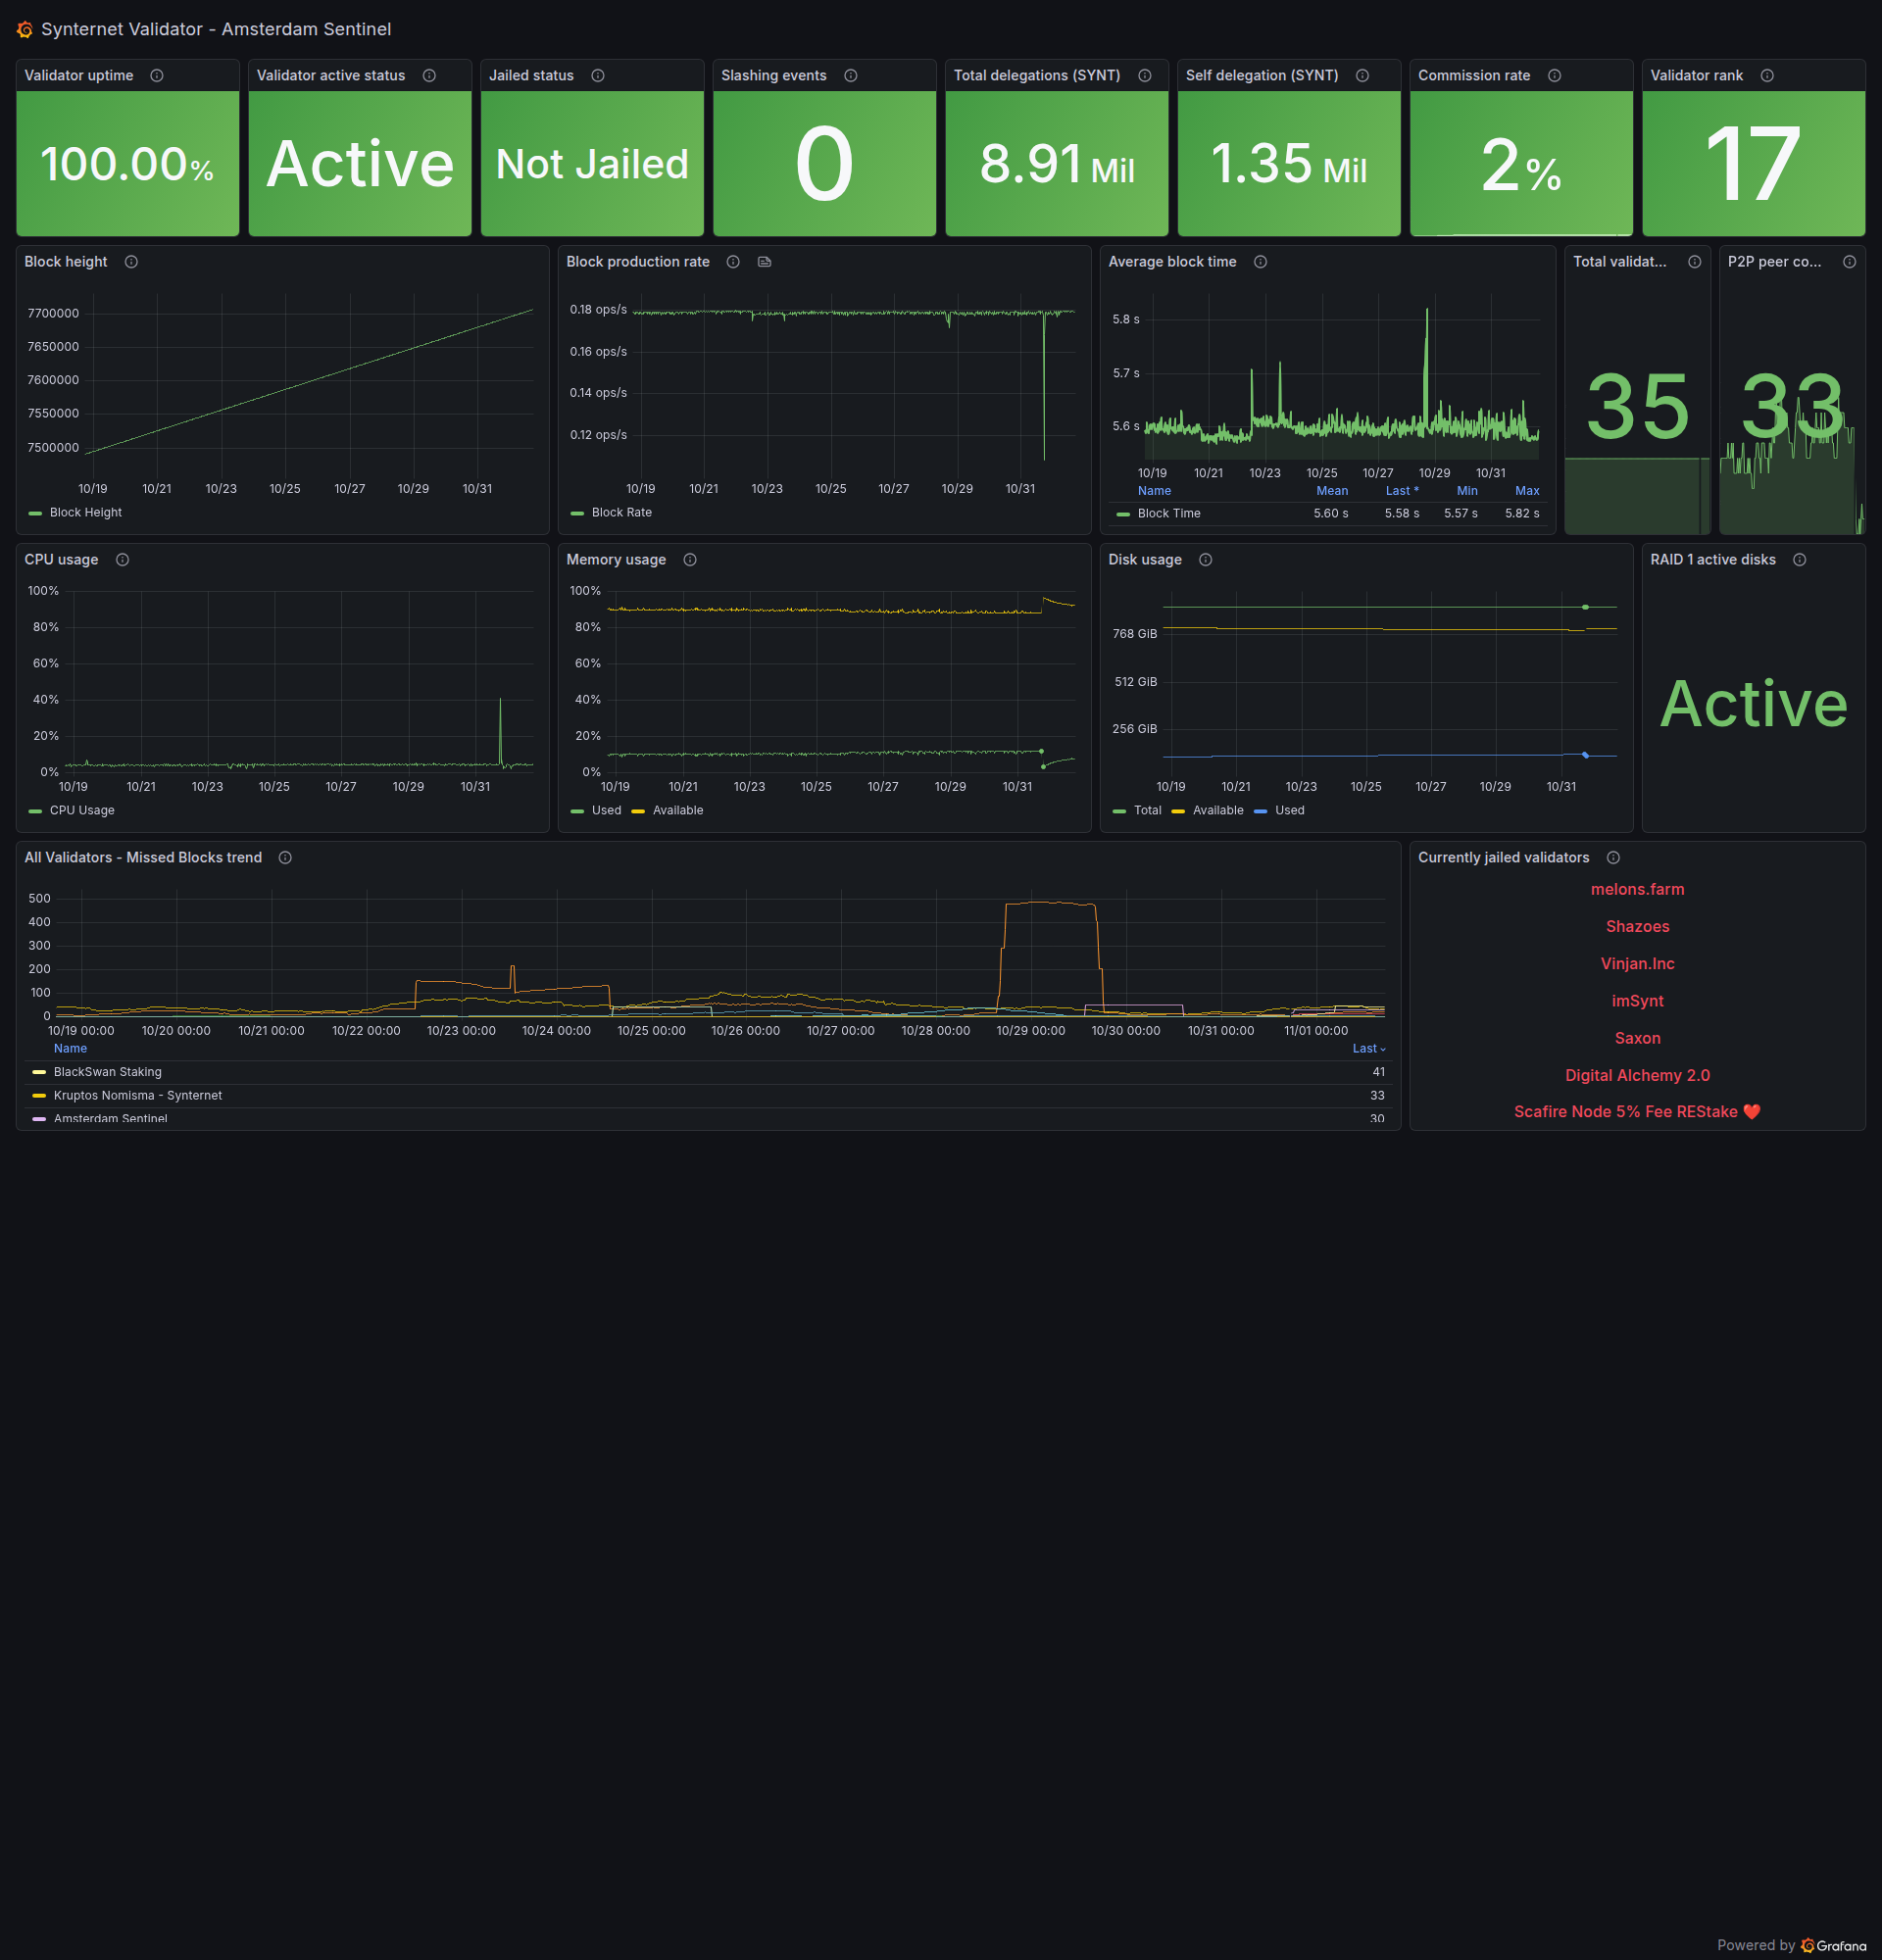 Synternet Validator - Amsterdam Sentinel
Validator uptime
100.00%
Validator active status
Active
Jailed status
Not Jailed
Slashing events
0
Total delegations (SYNT)
8.91 Mil
Self delegation (SYNT)
1.35 Mil
Commission rate
2%
Validator rank
17
Block height
7700000
7650000
7600000
7550000
7500000
10/19 10/21 10/23 10/25 10/27 10/29 10/31
Block Height
Block production rate
0.18 ops/s
0.16 ops/s
0.14 ops/s
0.12 ops/s
10/19 10/21 10/23 10/25 10/27 10/29 10/31
Block Rate
Average block time
5.8 s
5.7 s
5.6 s
10/19 10/21 10/23 10/25 10/27 10/29 10/31
Name Mean Last * Min Max
Block Time 5.60 s 5.58 s 5.57 s 5.82 s
Total validat...
35
P2P peer co...
33
CPU usage
100%
80%
60%
40%
20%
0%
10/19 10/21 10/23 10/25 10/27 10/29 10/31
CPU Usage
Memory usage
100%
80%
60%
40%
20%
0%
10/19 10/21 10/23 10/25 10/27 10/29 10/31
Used Available
Disk usage
768 GiB
512 GiB
256 GiB
10/19 10/21 10/23 10/25 10/27 10/29 10/31
Total Available Used
RAID 1 active disks
Active
All Validators - Missed Blocks trend
500
400
300
200
100
0
10/19 00:00 10/20 00:00 10/21 00:00 10/22 00:00 10/23 00:00 10/24 00:00 10/25 00:00 10/26 00:00 10/27 00:00 10/28 00:00 10/29 00:00 10/30 00:00 10/31 00:00 11/01 00:00
Name Last
BlackSwan Staking 41
Kruptos Nomisma - Synternet 33
Amsterdam Sentinel 30
Currently jailed validators
melons.farm
Shazoes
Vinjan.Inc
imSynt
Saxon
Digital Alchemy 2.0
Scafire Node 5% Fee REStake ❤️
Powered by Grafana